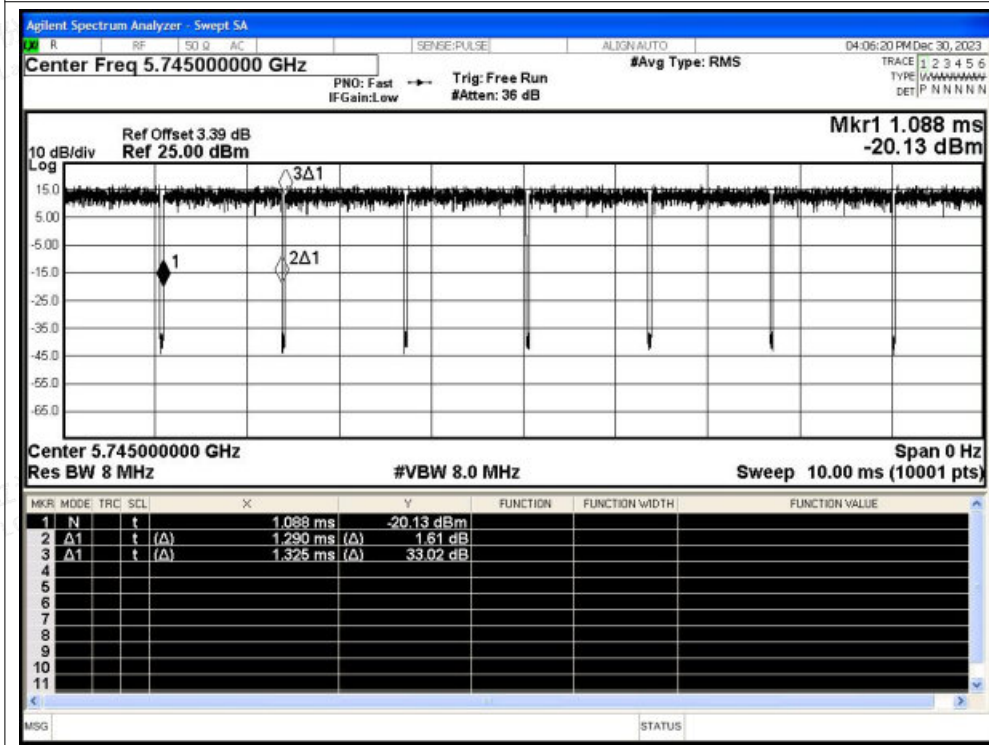 Agilent Spectrum Analyzer - Swept SA
R RF 50 Ω AC SENSE:PULSE ALIGN AUTO 04:06:20 PM Dec 30, 2023
Center Freq 5.745000000 GHz #Avg Type: RMS TRACE 1 2 3 4 5 6
PNO: Fast Trig: Free Run TYPE
IFGain:Low #Atten: 36 dB DET P N N N N N
Mkr1 1.088 ms
Ref Offset 3.39 dB
10 dB/div Ref 25.00 dBm -20.13 dBm
Log
3Δ1
15.0
5.00
-5.00
1 2Δ1
-15.0
-25.0
-35.0
-45.0
-55.0
-65.0
Center 5.745000000 GHz Span 0 Hz
Res BW 8 MHz #VBW 8.0 MHz Sweep 10.00 ms (10001 pts)
MKR MODE TRC SCL X Y FUNCTION FUNCTION WIDTH FUNCTION VALUE
1 N t 1.088 ms -20.13 dBm
2 Δ1 t (Δ) 1.290 ms (Δ) 1.61 dB
3 Δ1 t (Δ) 1.325 ms (Δ) 33.02 dB
4
5
6
7
8
9
10
11
MSG STATUS